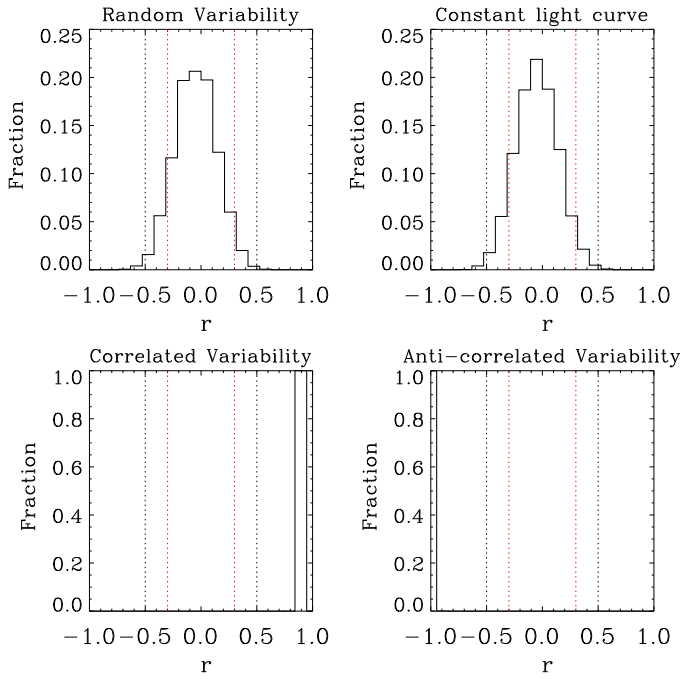 Random Variability
Fraction
0.25
0.20
0.15
0.10
0.05
0.00
−1.0 −0.5 0.0 0.5 1.0
r
Constant light curve
Fraction
0.25
0.20
0.15
0.10
0.05
0.00
−1.0 −0.5 0.0 0.5 1.0
r
Correlated Variability
Fraction
1.0
0.8
0.6
0.4
0.2
0.0
−1.0 −0.5 0.0 0.5 1.0
r
Anti−correlated Variability
Fraction
1.0
0.8
0.6
0.4
0.2
0.0
−1.0 −0.5 0.0 0.5 1.0
r